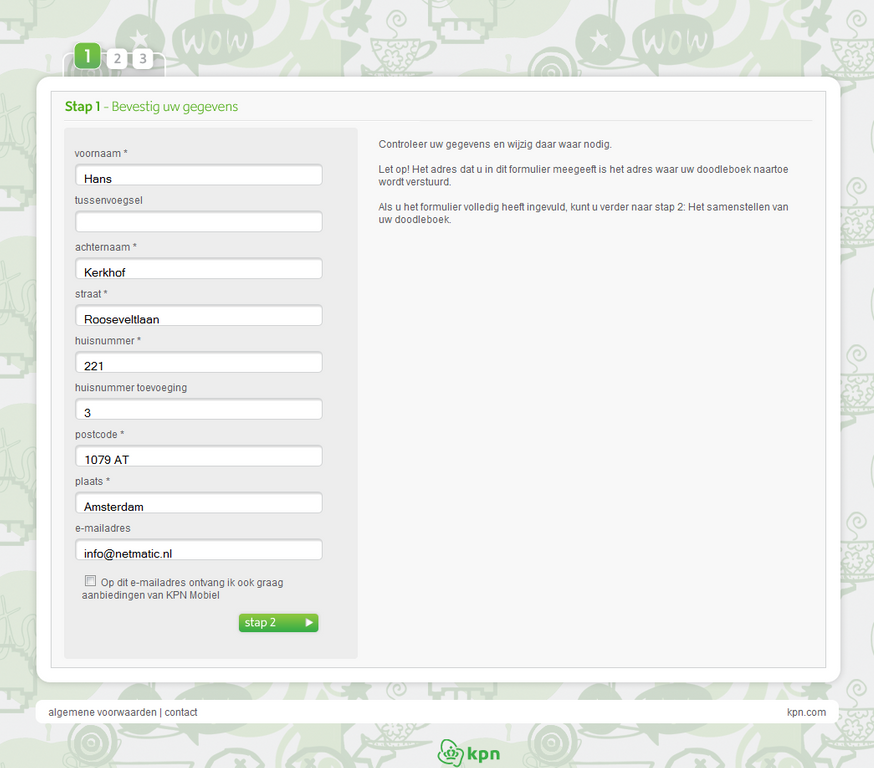 WOW
WOW
1 2 3
Stap 1 - Bevestig uw gegevens
voornaam *
Hans
tussenvoegsel
achternaam *
Kerkhof
straat *
Rooseveltlaan
huisnummer *
221
huisnummer toevoeging
3
postcode *
1079 AT
plaats *
Amsterdam
e-mailadres
info@netmatic.nl
Op dit e-mailadres ontvang ik ook graag
aanbiedingen van KPN Mobiel
stap 2
Controleer uw gegevens en wijzig daar waar nodig.
Let op! Het adres dat u in dit formulier meegeeft is het adres waar uw doodleboek naartoe
wordt verstuurd.
Als u het formulier volledig heeft ingevuld, kunt u verder naar stap 2: Het samenstellen van
uw doodleboek.
algemene voorwaarden | contact
kpn.com
kpn